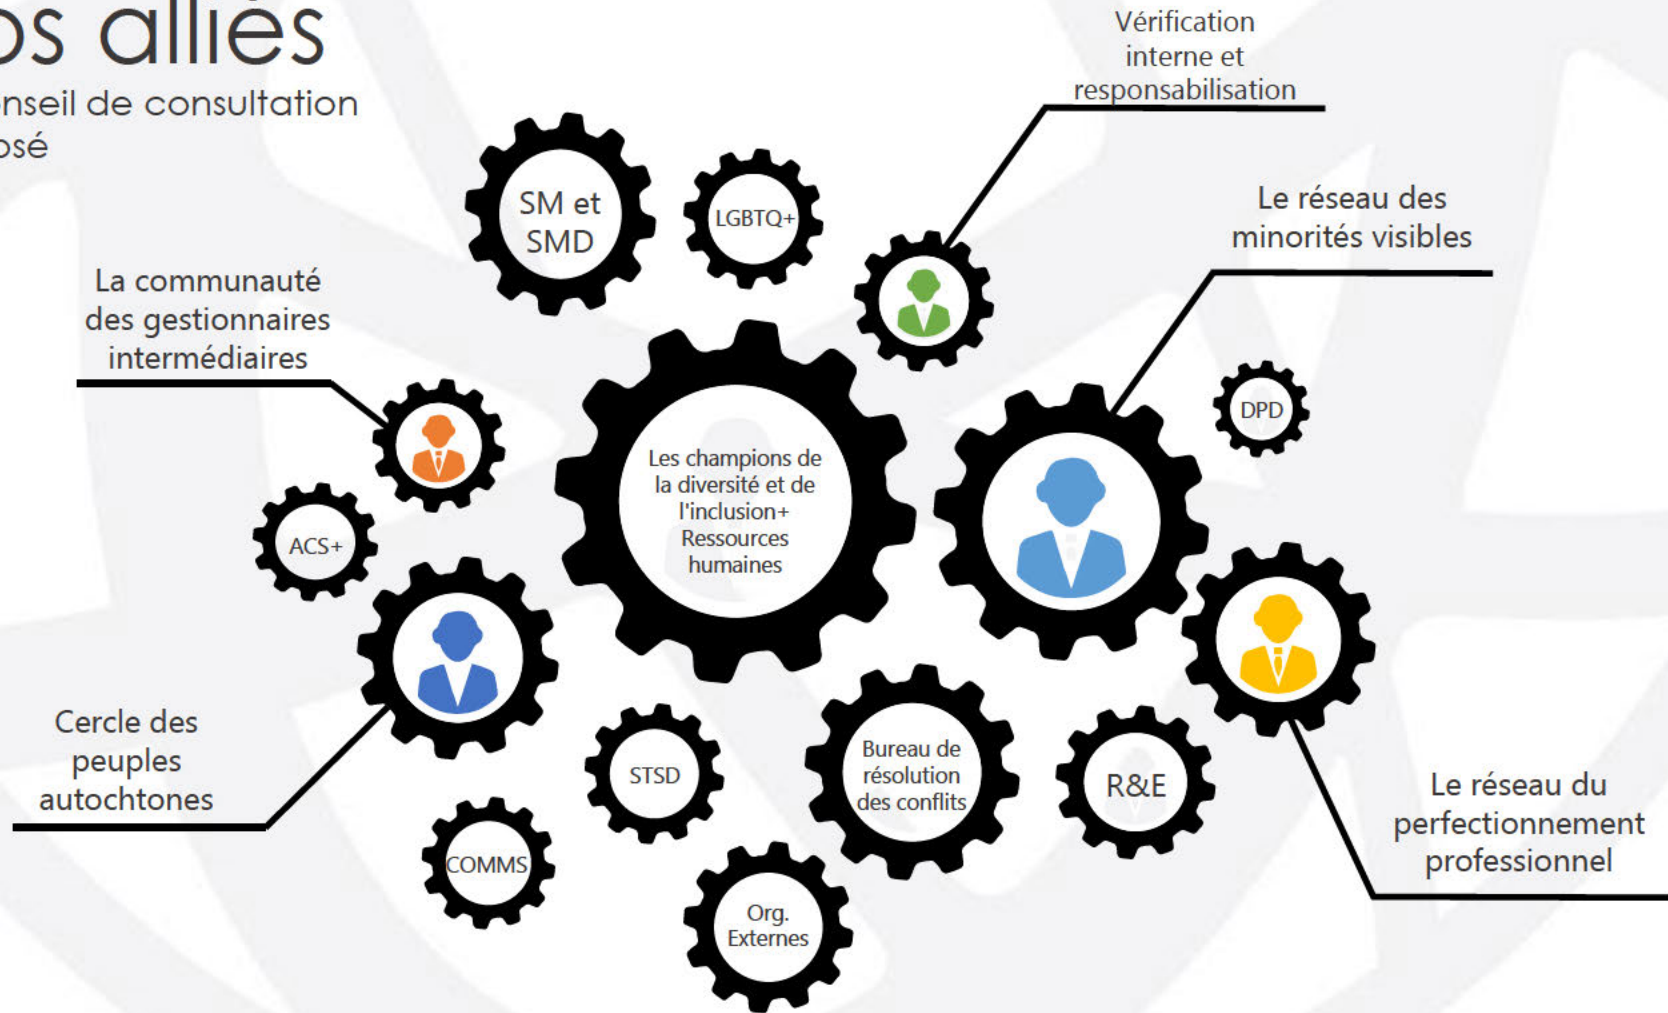 os alliés
onseil de consultation
osé
Vérification
interne et
responsabilisation
SM et
SMD
LGBTQ+
Le réseau des
minorités visibles
La communauté
des gestionnaires
intermédiaires
DPD
Les champions de
la diversité et de
l'inclusion+
Ressources
humaines
ACS+
Cercle des
peuples
autochtones
STSD
Bureau de
résolution
des conflits
R&E
Le réseau du
perfectionnement
professionnel
COMMS
Org.
Externes